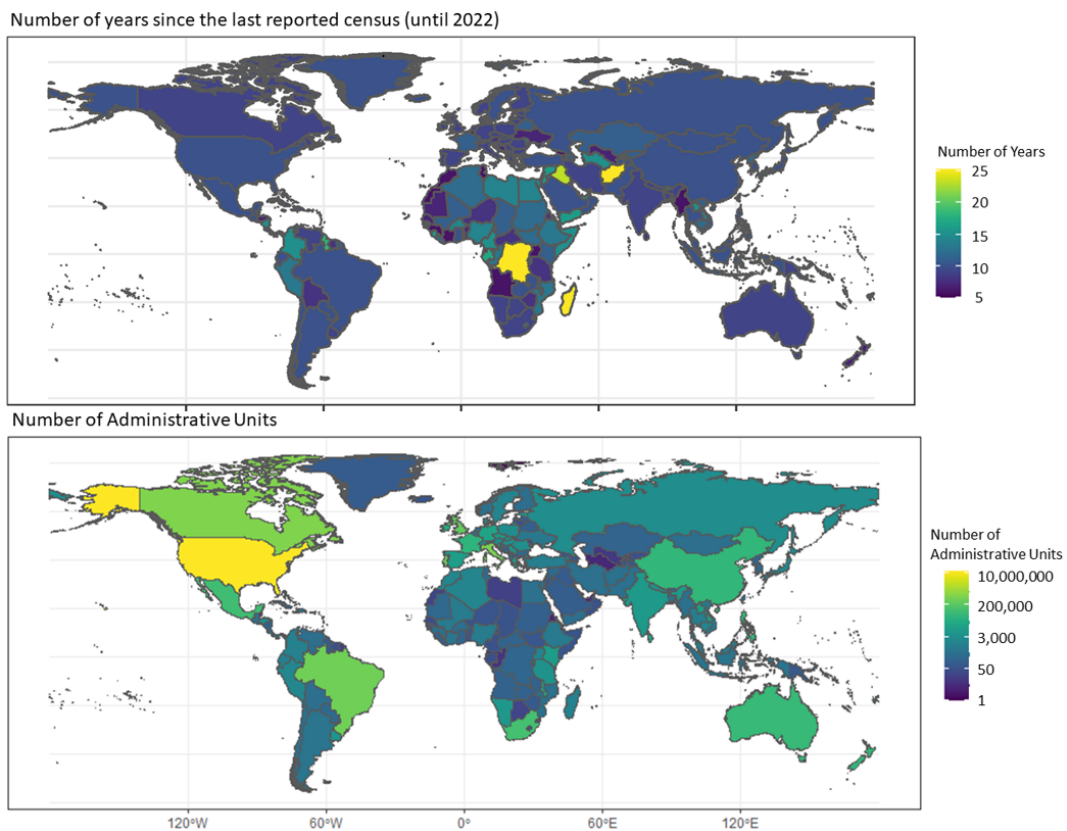 Number of years since the last reported census (until 2022)
Number of Years
25
20
15
10
5
Number of Administrative Units
Number of
Administrative Units
10,000,000
200,000
3,000
50
1
120°W
60°W
0°
60°E
120°E